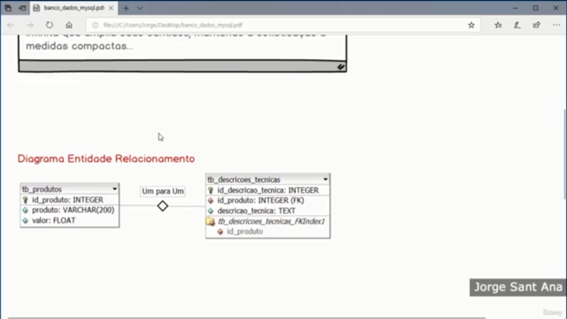 banco_dados_mysql.pdf
file:///C:/Users/Jorge/Desktop/banco_dados_mysql.pdf
medidas compactas...
Diagrama Entidade Relacionamento
tb_produtos
id_produto: INTEGER
produto: VARCHAR(200)
valor: FLOAT
Um para Um
tb_descricoes_tecnicas
id_descricao_tecnica: INTEGER
id_produto: INTEGER (FK)
descricao_tecnica: TEXT
tb_descricoes_tecnicas_FKIndex1
id_produto
Jorge Sant Ana